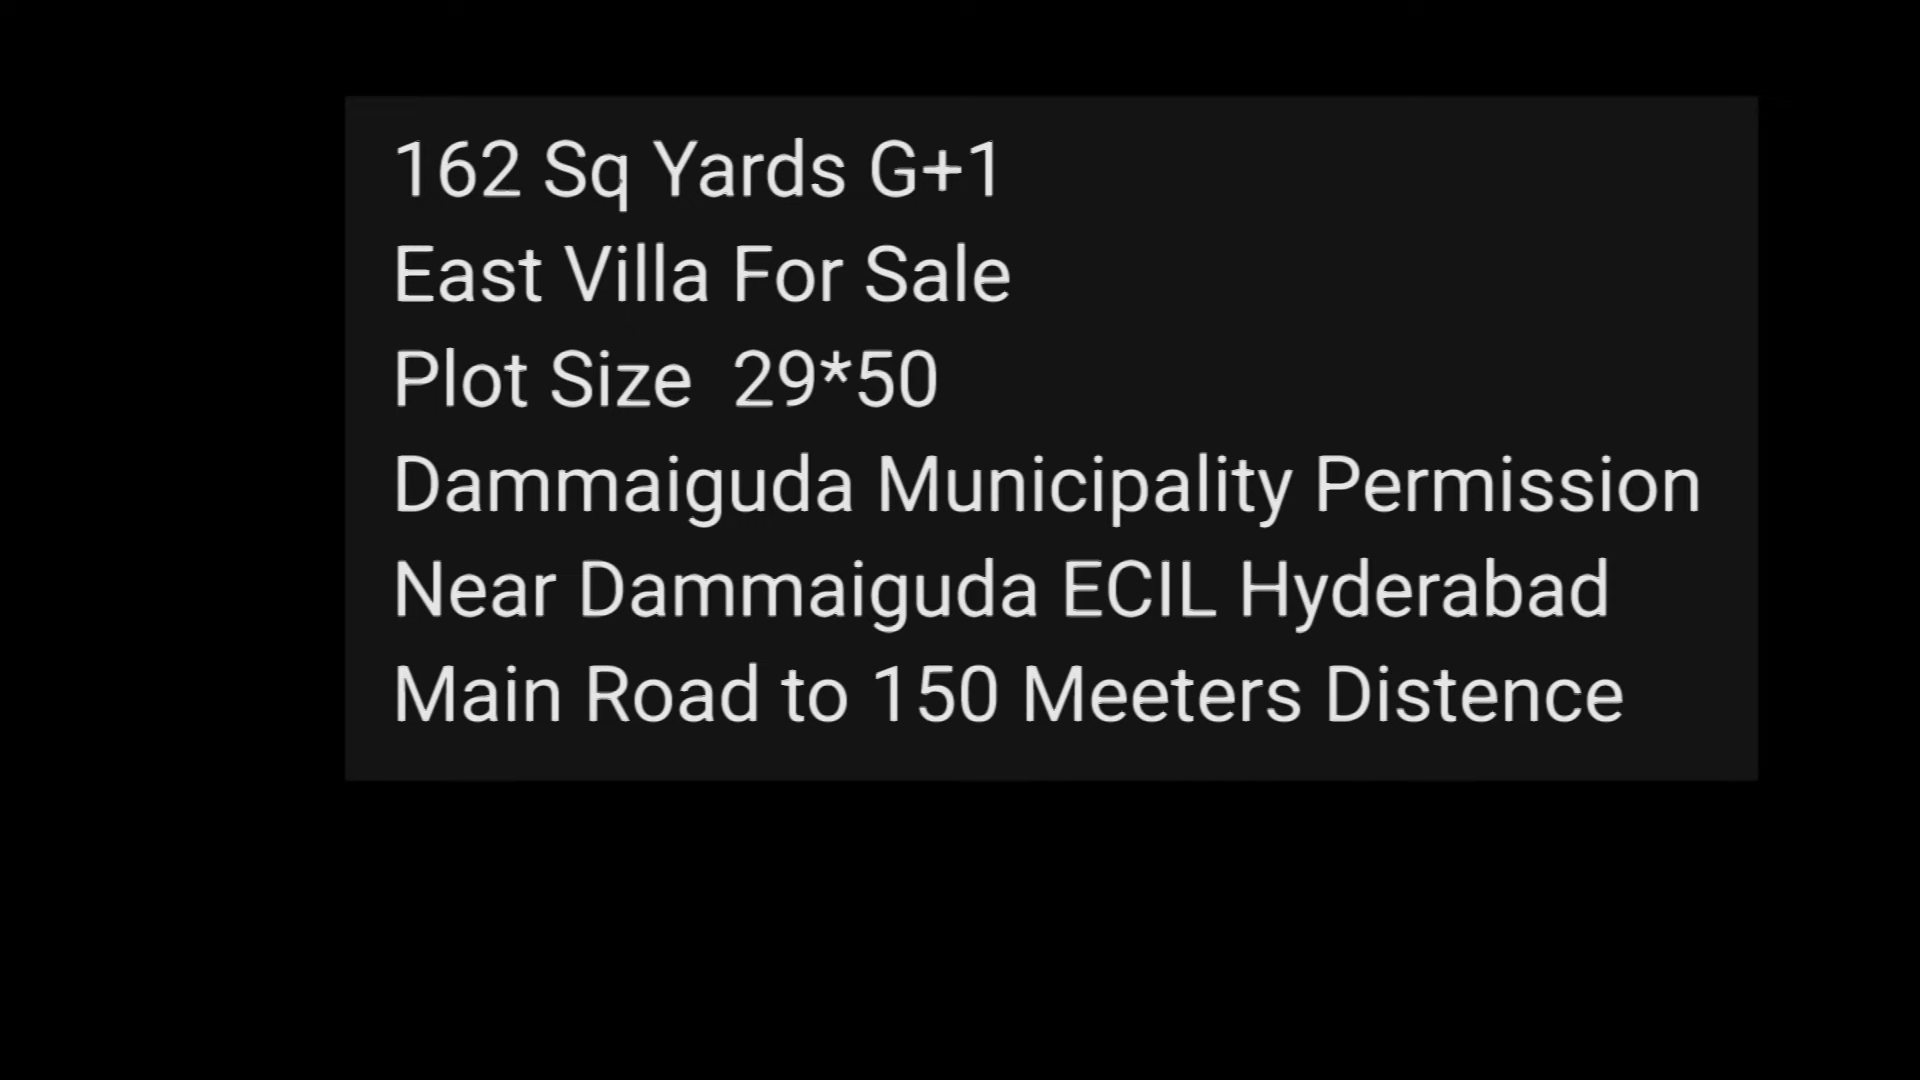 162 Sq Yards G+1
East Villa For Sale
Plot Size  29*50
Dammaiguda Municipality Permission
Near Dammaiguda ECIL Hyderabad
Main Road to 150 Meeters Distence